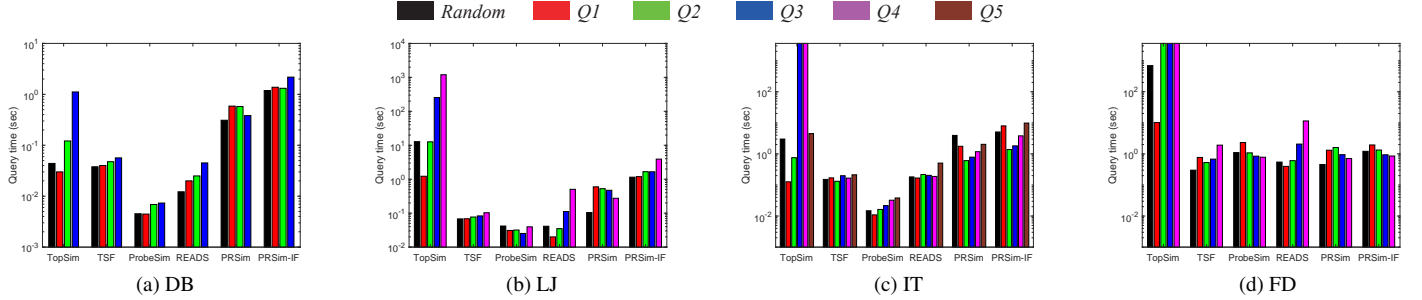 Random Q1 Q2 Q3 Q4 Q5
Query time (sec)
10^1
10^0
10^-1
10^-2
10^-3
TopSim TSF ProbeSim READS PRSim PRSim-IF
(a) DB
Query time (sec)
10^4
10^3
10^2
10^1
10^0
10^-1
10^-2
TopSim TSF ProbeSim READS PRSim PRSim-IF
(b) LJ
Query time (sec)
10^2
10^0
10^-2
TopSim TSF ProbeSim READS PRSim PRSim-IF
(c) IT
Query time (sec)
10^2
10^0
10^-2
TopSim TSF ProbeSim READS PRSim PRSim-IF
(d) FD